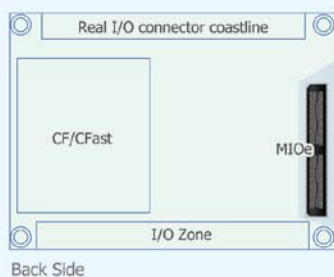 Real I/O connector coastline
CF/CFast
MIOe
I/O Zone
Back Side